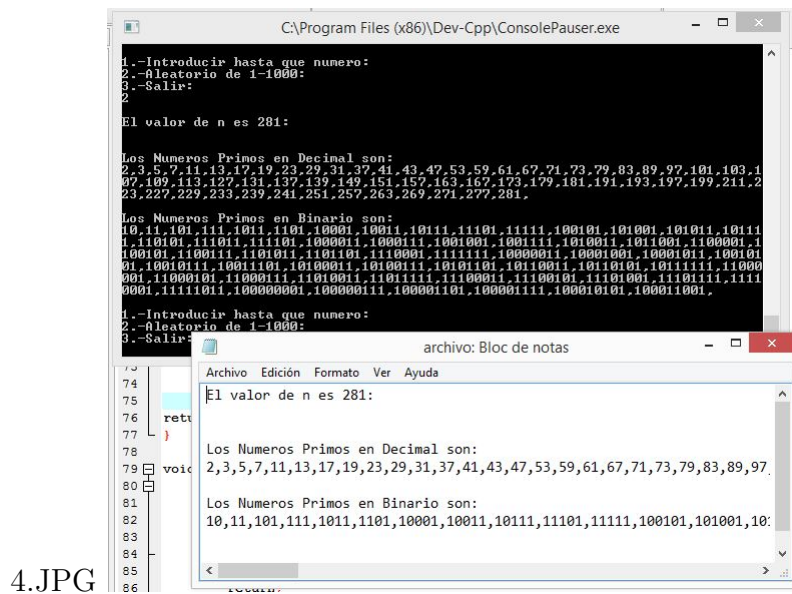 C:\Program Files (x86)\Dev-Cpp\ConsolePauser.exe
1.-Introducir hasta que numero:
2.-Aleatorio de 1-1000:
3.-Salir:
2
El valor de n es 281:
Los Numeros Primos en Decimal son:
2,3,5,7,11,13,17,19,23,29,31,37,41,43,47,53,59,61,67,71,73,79,83,89,97,101,103,1
07,109,113,127,131,137,139,149,151,157,163,167,173,179,181,191,193,197,199,211,2
23,227,229,233,239,241,251,257,263,269,271,277,281,
Los Numeros Primos en Binario son:
10,11,101,111,1011,1101,10001,10011,10111,11101,11111,100101,101001,101011,10111
1,110101,111011,111101,1000011,1000111,1001001,1001111,1010011,1011001,1100001,1
100101,1100111,1101011,1101101,1110001,1111111,10000011,10001001,10001011,100101
01,10010111,10011101,10100011,10100111,10101101,10110011,10110101,10111111,11000
001,11000101,11000111,11010011,11011111,11100011,11100101,11101001,11101111,1111
0001,11111011,100000001,100000111,100001101,100001111,100010101,100011001,
1.-Introducir hasta que numero:
2.-Aleatorio de 1-1000:
3.-Salir:
archivo: Bloc de notas
Archivo Edición Formato Ver Ayuda
El valor de n es 281:
Los Numeros Primos en Decimal son:
2,3,5,7,11,13,17,19,23,29,31,37,41,43,47,53,59,61,67,71,73,79,83,89,97,
Los Numeros Primos en Binario son:
10,11,101,111,1011,1101,10001,10011,10111,11101,11111,100101,101001,10
74
75
76 retu
77 }
78
79 voic
80
81
82
83
84
85
86 return;
4.JPG